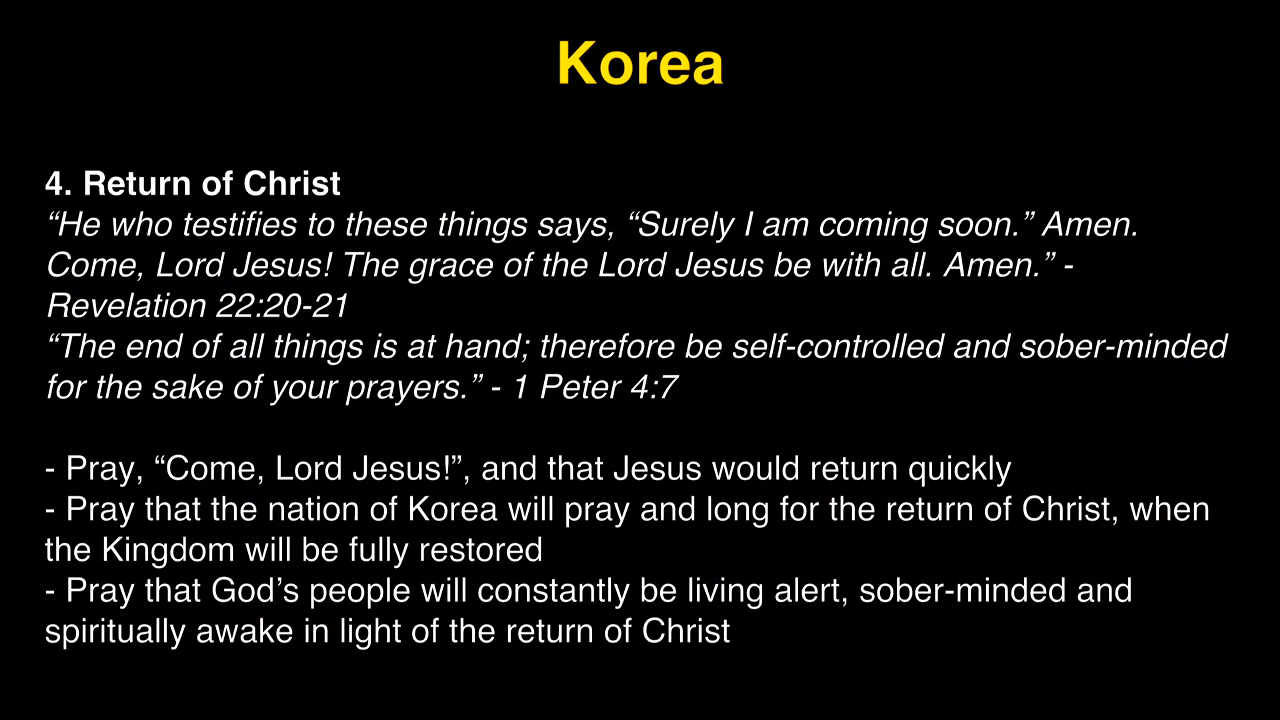 Korea
4. Return of Christ
“He who testifies to these things says, “Surely I am coming soon.” Amen.
Come, Lord Jesus! The grace of the Lord Jesus be with all. Amen.” -
Revelation 22:20-21
“The end of all things is at hand; therefore be self-controlled and sober-minded
for the sake of your prayers.” - 1 Peter 4:7
- Pray, “Come, Lord Jesus!”, and that Jesus would return quickly
- Pray that the nation of Korea will pray and long for the return of Christ, when
the Kingdom will be fully restored
- Pray that God’s people will constantly be living alert, sober-minded and
spiritually awake in light of the return of Christ